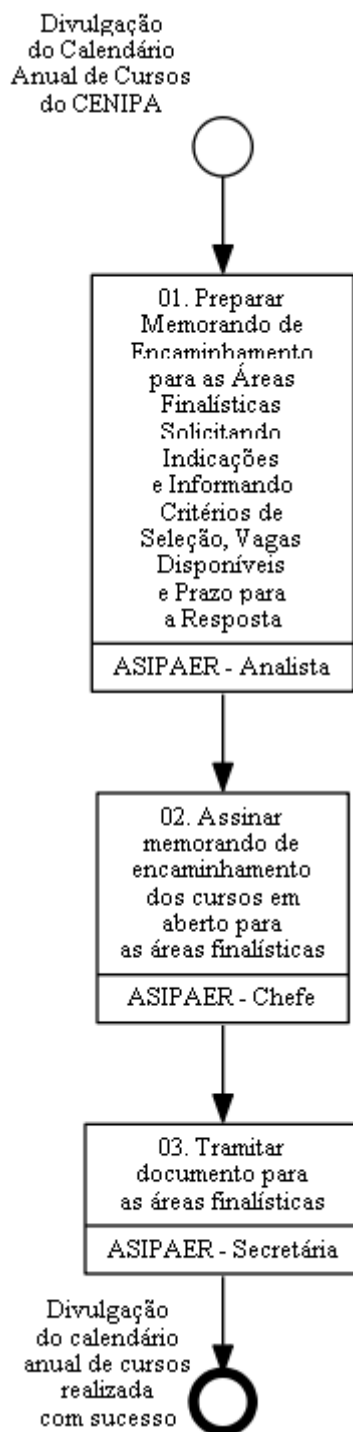 Divulgação
do Calendário
Anual de Cursos
do CENIPA
01. Preparar
Memorando de
Encaminhamento
para as Áreas
Finalísticas
Solicitando
Indicações
e Informando
Critérios de
Seleção, Vagas
Disponíveis
e Prazo para
a Resposta
ASIPAER - Analista
02. Assinar
memorando de
encaminhamento
dos cursos em
aberto para
as áreas finalísticas
ASIPAER - Chefe
03. Tramitar
documento para
as áreas finalísticas
ASIPAER - Secretária
Divulgação
do calendário
anual de cursos
realizada
com sucesso